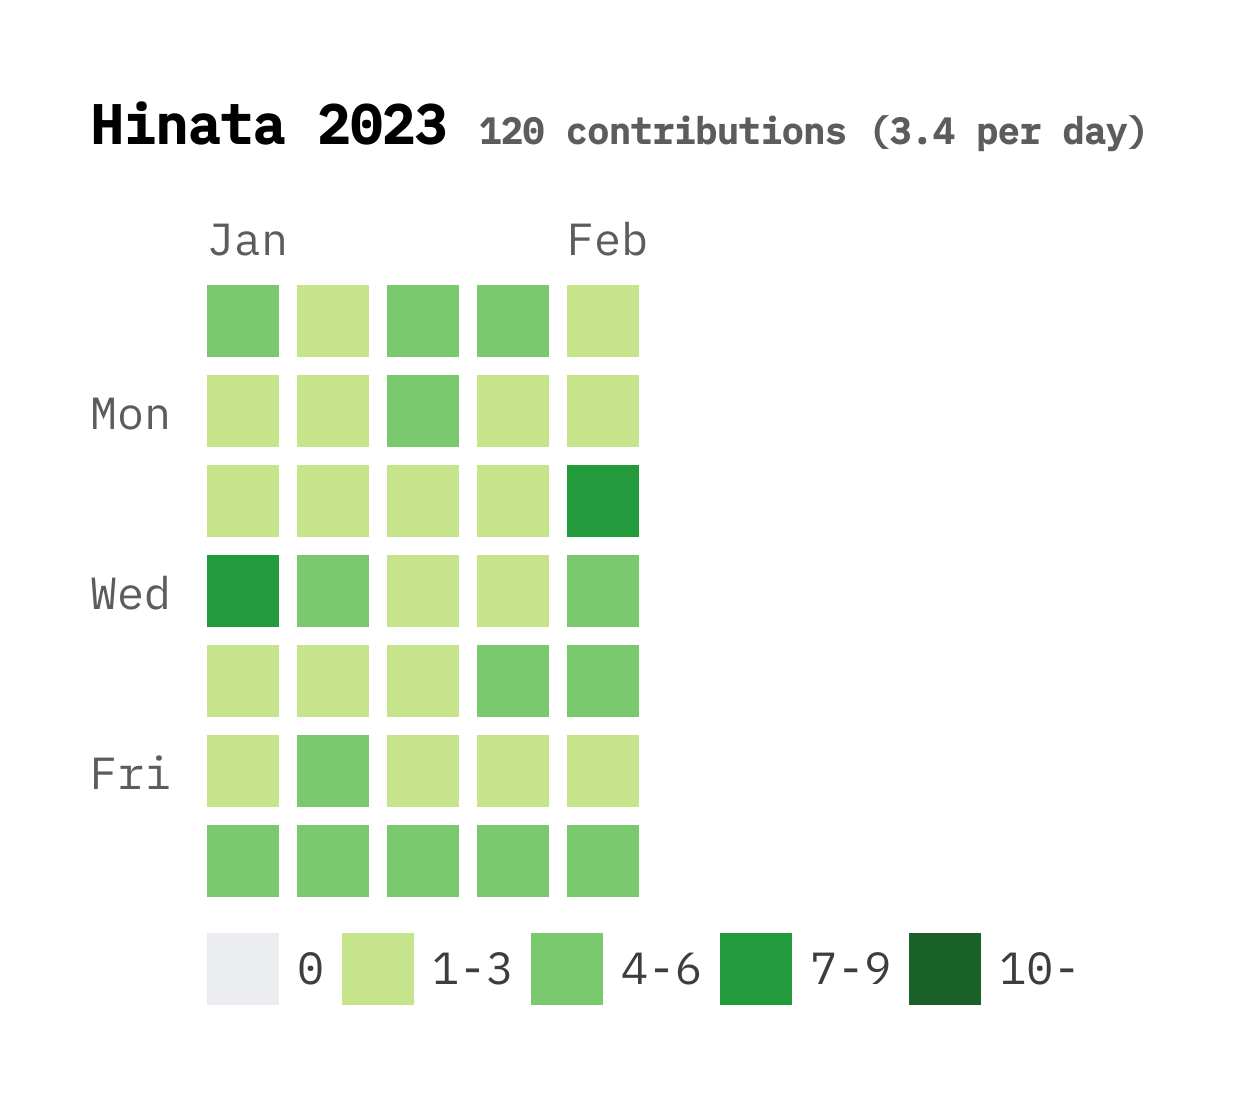 Hinata 2023 120 contributions (3.4 per day)
Jan Feb
Mon
Wed
Fri
0 1-3 4-6 7-9 10-